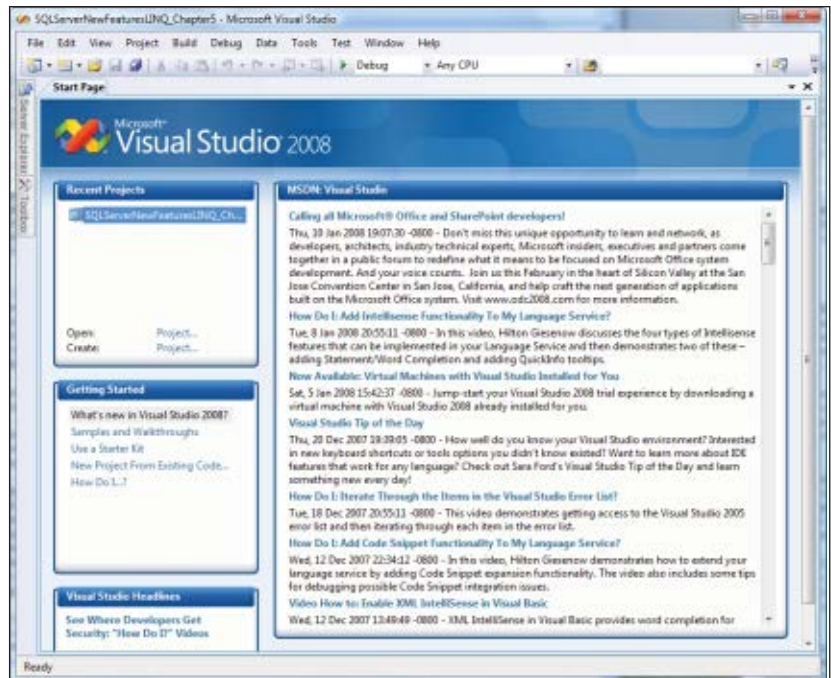 SQLServerNewFeaturesLINQ_Chapter5 - Microsoft Visual Studio
File Edit View Project Build Debug Data Tools Test Window Help
Debug Any CPU
Server Explorer
Toolbox
Start Page
Microsoft®
Visual Studio 2008
Recent Projects
SQLServerNewFeaturesLINQ_Ch...
Open: Project...
Create: Project...
Getting Started
What's new in Visual Studio 2008?
Samples and Walkthroughs
Use a Starter Kit
New Project From Existing Code...
How Do I...?
Visual Studio Headlines
See Where Developers Get
Security: "How Do I?" Videos
MSDN: Visual Studio
Calling all Microsoft® Office and SharePoint developers!
Thu, 10 Jan 2008 19:07:30 -0800 - Don't miss this unique opportunity to learn and network, as
developers, architects, industry technical experts, Microsoft insiders, executives and partners come
together in a public forum to redefine what it means to be focused on Microsoft Office system
development. And your voice counts. Join us this February in the heart of Silicon Valley at the San
Jose Convention Center in San Jose, California, and help craft the next generation of applications
built on the Microsoft Office system. Visit www.odc2008.com for more information.
How Do I: Add Intellisense Functionality To My Language Service?
Tue, 8 Jan 2008 20:55:11 -0800 - In this video, Hilton Giesenow discusses the four types of Intellisense
features that can be implemented in your Language Service and then demonstrates two of these –
adding Statement/Word Completion and adding QuickInfo tooltips.
Now Available: Virtual Machines with Visual Studio Installed for You
Sat, 5 Jan 2008 15:42:37 -0800 - Jump-start your Visual Studio 2008 trial experience by downloading a
virtual machine with Visual Studio 2008 already installed for you.
Visual Studio Tip of the Day
Thu, 20 Dec 2007 19:39:05 -0800 - How well do you know your Visual Studio environment? Interested
in new keyboard shortcuts or tools options you didn't know existed? Want to learn more about IDE
features that work for any language? Check out Sara Ford's Visual Studio Tip of the Day and learn
something new every day!
How Do I: Iterate Through the Items in the Visual Studio Error List?
Tue, 18 Dec 2007 20:55:11 -0800 - This video demonstrates getting access to the Visual Studio 2005
error list and then iterating through each item in the error list.
How Do I: Add Code Snippet Functionality To My Language Service?
Wed, 12 Dec 2007 22:34:12 -0800 - In this video, Hilton Giesenow demonstrates how to extend your
language service by adding Code Snippet expansion functionality. The video also includes some tips
for debugging possible Code Snippet integration issues.
Video How to: Enable XML IntelliSense in Visual Basic
Wed, 12 Dec 2007 13:49:49 -0800 - XML IntelliSense in Visual Basic provides word completion for
Ready